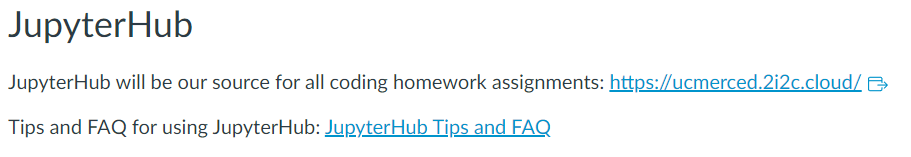 JupyterHub
JupyterHub will be our source for all coding homework assignments: https://ucmerced.2i2c.cloud/
Tips and FAQ for using JupyterHub: JupyterHub Tips and FAQ